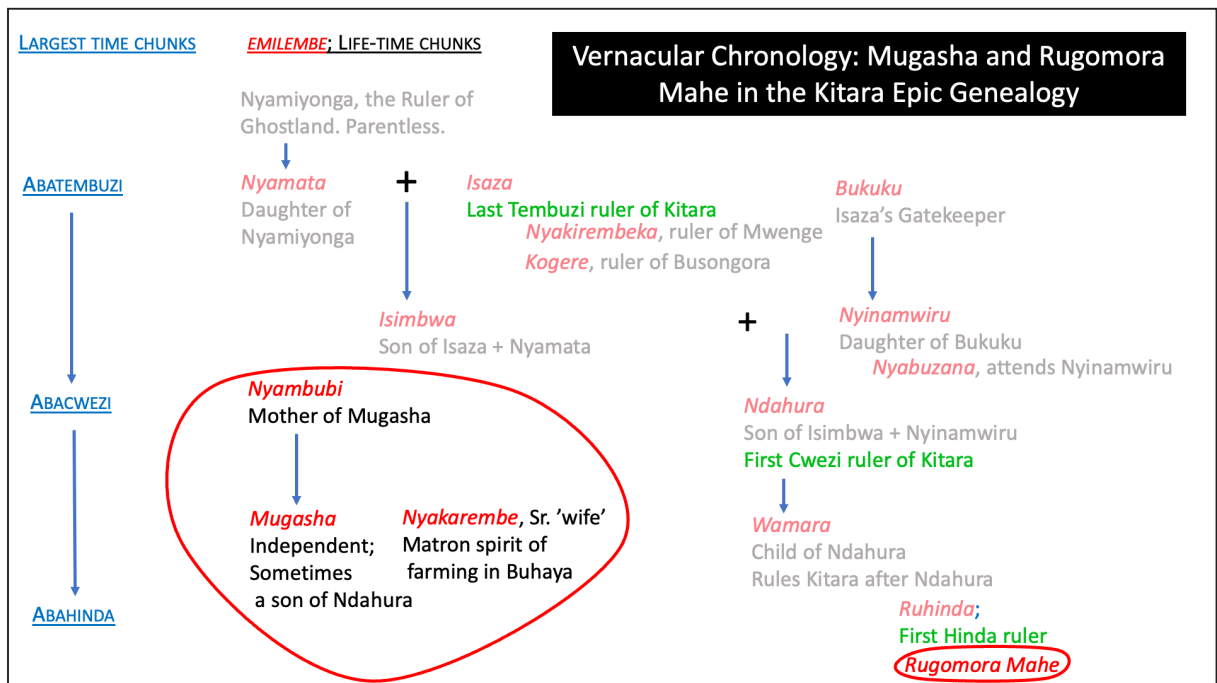 LARGEST TIME CHUNKS
EMILEMBE; LIFE-TIME CHUNKS
Vernacular Chronology: Mugasha and Rugomora
Mahe in the Kitara Epic Genealogy
Nyamiyonga, the Ruler of
Ghostland. Parentless.
ABATEMBUZI
Nyamata
Daughter of
Nyamiyonga
+
Isaza
Last Tembuzi ruler of Kitara
Nyakirembeka, ruler of Mwenge
Kogere, ruler of Busongora
Bukuku
Isaza's Gatekeeper
Isimbwa
Son of Isaza + Nyamata
+
Nyinamwiru
Daughter of Bukuku
Nyabuzana, attends Nyinamwiru
ABACWEZI
Nyambubi
Mother of Mugasha
Ndahura
Son of Isimbwa + Nyinamwiru
First Cwezi ruler of Kitara
Mugasha
Independent;
Sometimes
a son of Ndahura
Nyakarembe, Sr. 'wife'
Matron spirit of
farming in Buhaya
Wamara
Child of Ndahura
Rules Kitara after Ndahura
ABAHINDA
Ruhinda;
First Hinda ruler
Rugomora Mahe